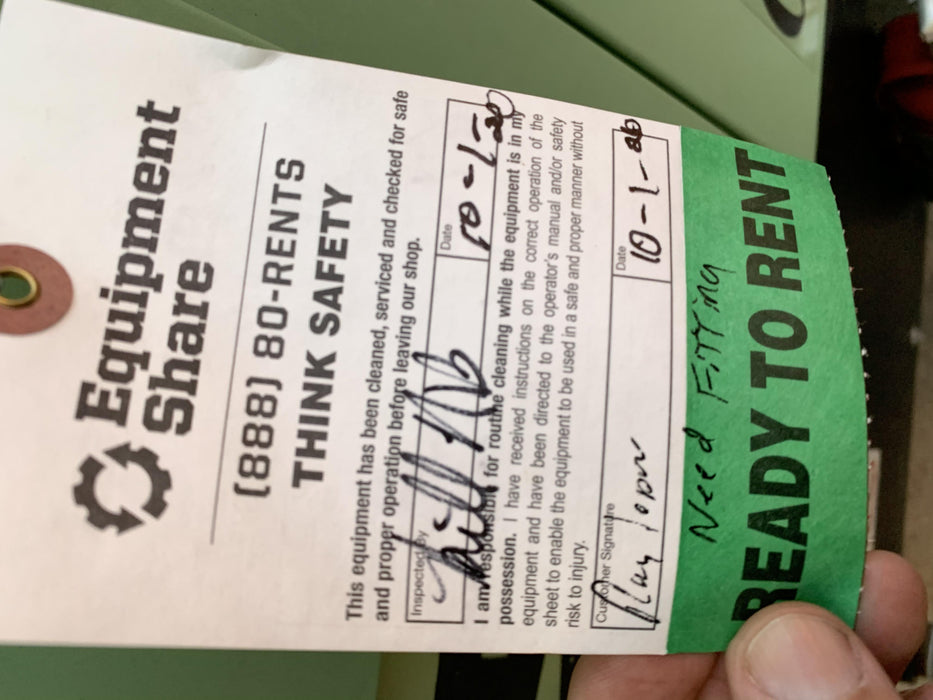 Equipment
Share
(888) 80-RENTS
THINK SAFETY
This equipment has been cleaned, serviced and checked for safe
and proper operation before leaving our shop.
Inspected By
Date
10-1-20
I am responsible for routine cleaning while the equipment is in my
possession. I have received instructions on the correct operation of the
equipment and have been directed to the operator's manual and/or safety
sheet to enable the equipment to be used in a safe and proper manner without
risk to injury.
Customer Signature
Date
10-1-20
Need Fitting
READY TO RENT